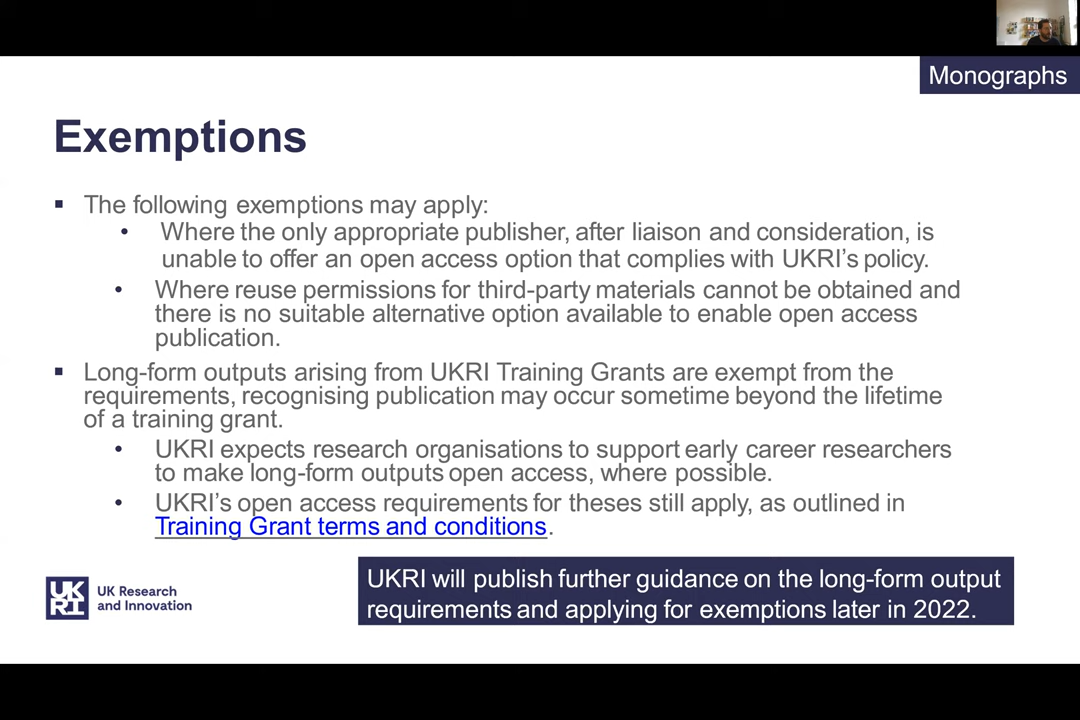 Monographs
Exemptions
▪ The following exemptions may apply:
• Where the only appropriate publisher, after liaison and consideration, is
unable to offer an open access option that complies with UKRI’s policy.
• Where reuse permissions for third-party materials cannot be obtained and
there is no suitable alternative option available to enable open access
publication.
▪ Long-form outputs arising from UKRI Training Grants are exempt from the
requirements, recognising publication may occur sometime beyond the lifetime
of a training grant.
• UKRI expects research organisations to support early career researchers
to make long-form outputs open access, where possible.
• UKRI’s open access requirements for theses still apply, as outlined in
Training Grant terms and conditions.
UKRI will publish further guidance on the long-form output
requirements and applying for exemptions later in 2022.
UK
RI
UK Research
and Innovation